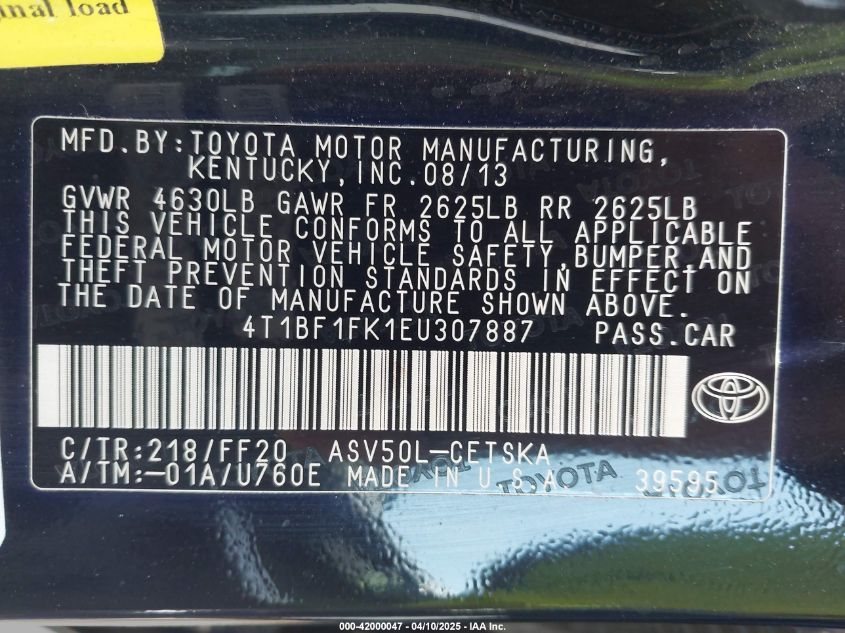 inal load
MFD.BY:TOYOTA MOTOR MANUFACTURING,
KENTUCKY, INC.08/13
GVWR 4630LB GAWR FR 2625LB RR 2625LB
THIS VEHICLE CONFORMS TO ALL APPLICABLE
FEDERAL MOTOR VEHICLE SAFETY,BUMPER,AND
THEFT PREVENTION STANDARDS IN EFFECT ON
THE DATE OF MANUFACTURE SHOWN ABOVE.
4T1BF1FK1EU307887 PASS.CAR
C/TR:218/FF20 ASV50L-CETSKA
A/TM:-01A/U760E MADE IN U.S.A 39595
TOYOTA
000-42000047 - 04/10/2025 - IAA Inc.